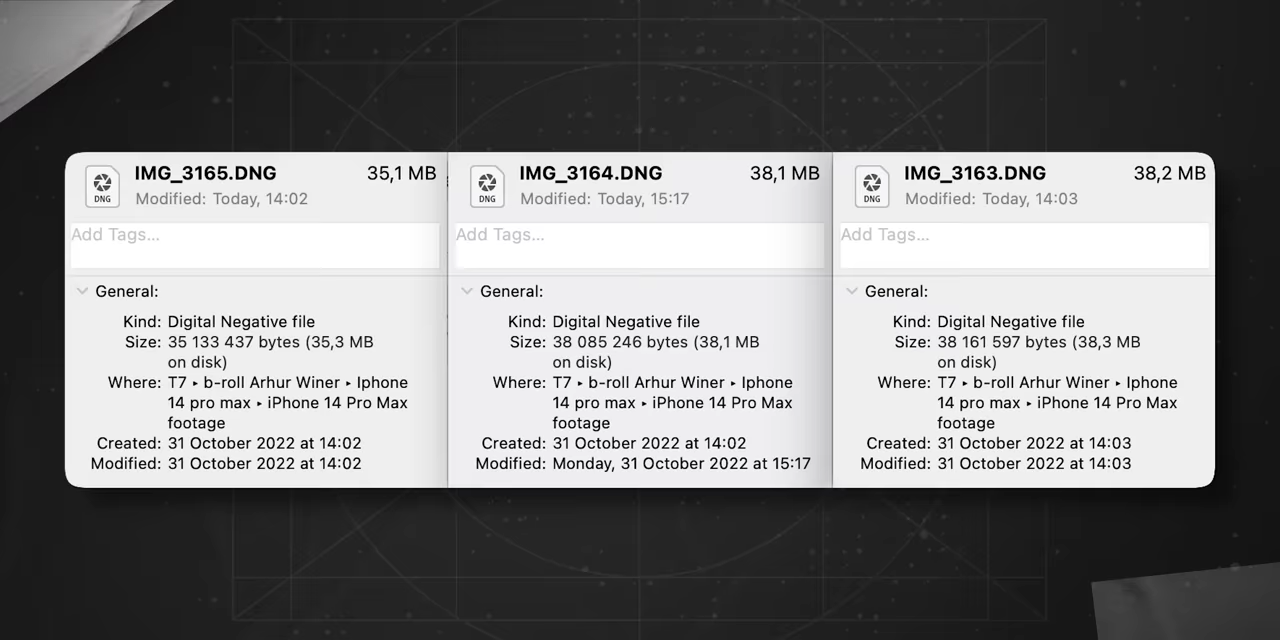 IMG_3165.DNG 35,1 MB
Modified: Today, 14:02
DNG
Add Tags...
General:
Kind: Digital Negative file
Size: 35 133 437 bytes (35,3 MB
on disk)
Where: T7 ▸ b-roll Arhur Winer ▸ Iphone
14 pro max ▸ iPhone 14 Pro Max
footage
Created: 31 October 2022 at 14:02
Modified: 31 October 2022 at 14:02
IMG_3164.DNG 38,1 MB
Modified: Today, 15:17
DNG
Add Tags...
General:
Kind: Digital Negative file
Size: 38 085 246 bytes (38,1 MB
on disk)
Where: T7 ▸ b-roll Arhur Winer ▸ Iphone
14 pro max ▸ iPhone 14 Pro Max
footage
Created: 31 October 2022 at 14:02
Modified: Monday, 31 October 2022 at 15:17
IMG_3163.DNG 38,2 MB
Modified: Today, 14:03
DNG
Add Tags...
General:
Kind: Digital Negative file
Size: 38 161 597 bytes (38,3 MB
on disk)
Where: T7 ▸ b-roll Arhur Winer ▸ Iphone
14 pro max ▸ iPhone 14 Pro Max
footage
Created: 31 October 2022 at 14:03
Modified: 31 October 2022 at 14:03